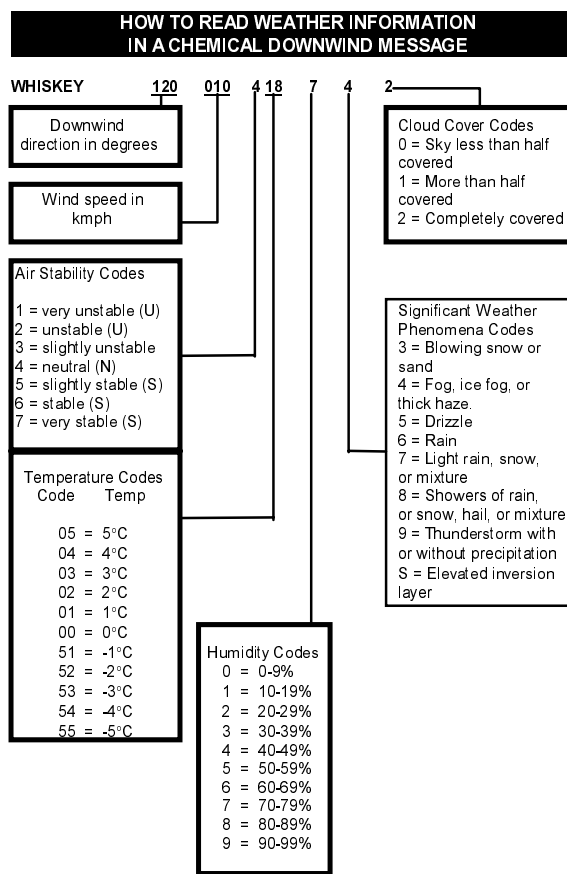 HOW TO READ WEATHER INFORMATION
IN A CHEMICAL DOWNWIND MESSAGE
WHISKEY 120 010 4 18 7 4 2
Downwind
direction in degrees
Wind speed in
kmph
Air Stability Codes
1 = very unstable (U)
2 = unstable (U)
3 = slightly unstable
4 = neutral (N)
5 = slightly stable (S)
6 = stable (S)
7 = very stable (S)
Temperature Codes
Code Temp
05 = 5°C
04 = 4°C
03 = 3°C
02 = 2°C
01 = 1°C
00 = 0°C
51 = -1°C
52 = -2°C
53 = -3°C
54 = -4°C
55 = -5°C
Humidity Codes
0 = 0-9%
1 = 10-19%
2 = 20-29%
3 = 30-39%
4 = 40-49%
5 = 50-59%
6 = 60-69%
7 = 70-79%
8 = 80-89%
9 = 90-99%
Cloud Cover Codes
0 = Sky less than half
covered
1 = More than half
covered
2 = Completely covered
Significant Weather
Phenomena Codes
3 = Blowing snow or
sand
4 = Fog, ice fog, or
thick haze.
5 = Drizzle
6 = Rain
7 = Light rain, snow,
or mixture
8 = Showers of rain,
or snow, hail, or mixture
9 = Thunderstorm with
or without precipitation
S = Elevated inversion
layer